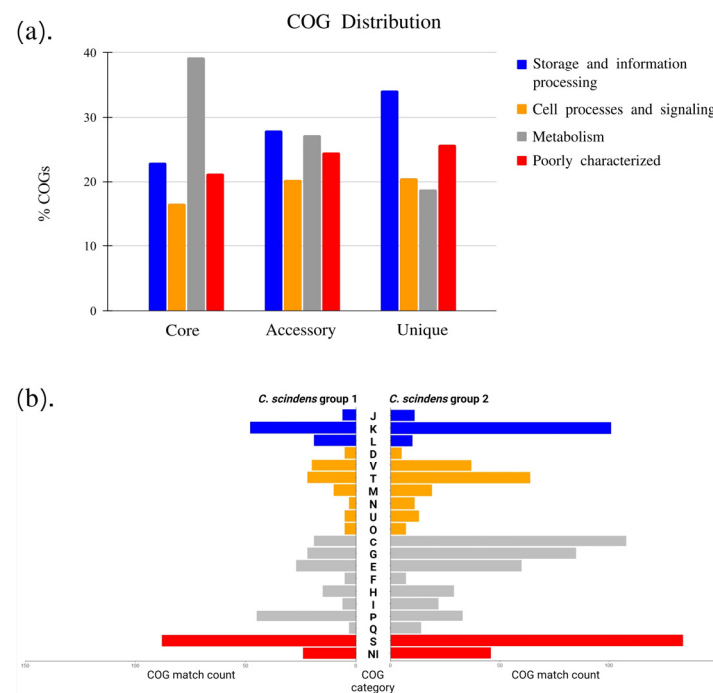 (a).
COG Distribution
40
30
20
10
0
% COGs
Core
Accessory
Unique
Storage and information
processing
Cell processes and signaling
Metabolism
Poorly characterized
(b).
C. scindens group 1
C. scindens group 2
J
K
L
D
V
T
M
N
U
O
C
G
E
F
H
I
P
Q
S
NI
150
100
50
0
0
50
100
COG match count
COG
category
COG match count